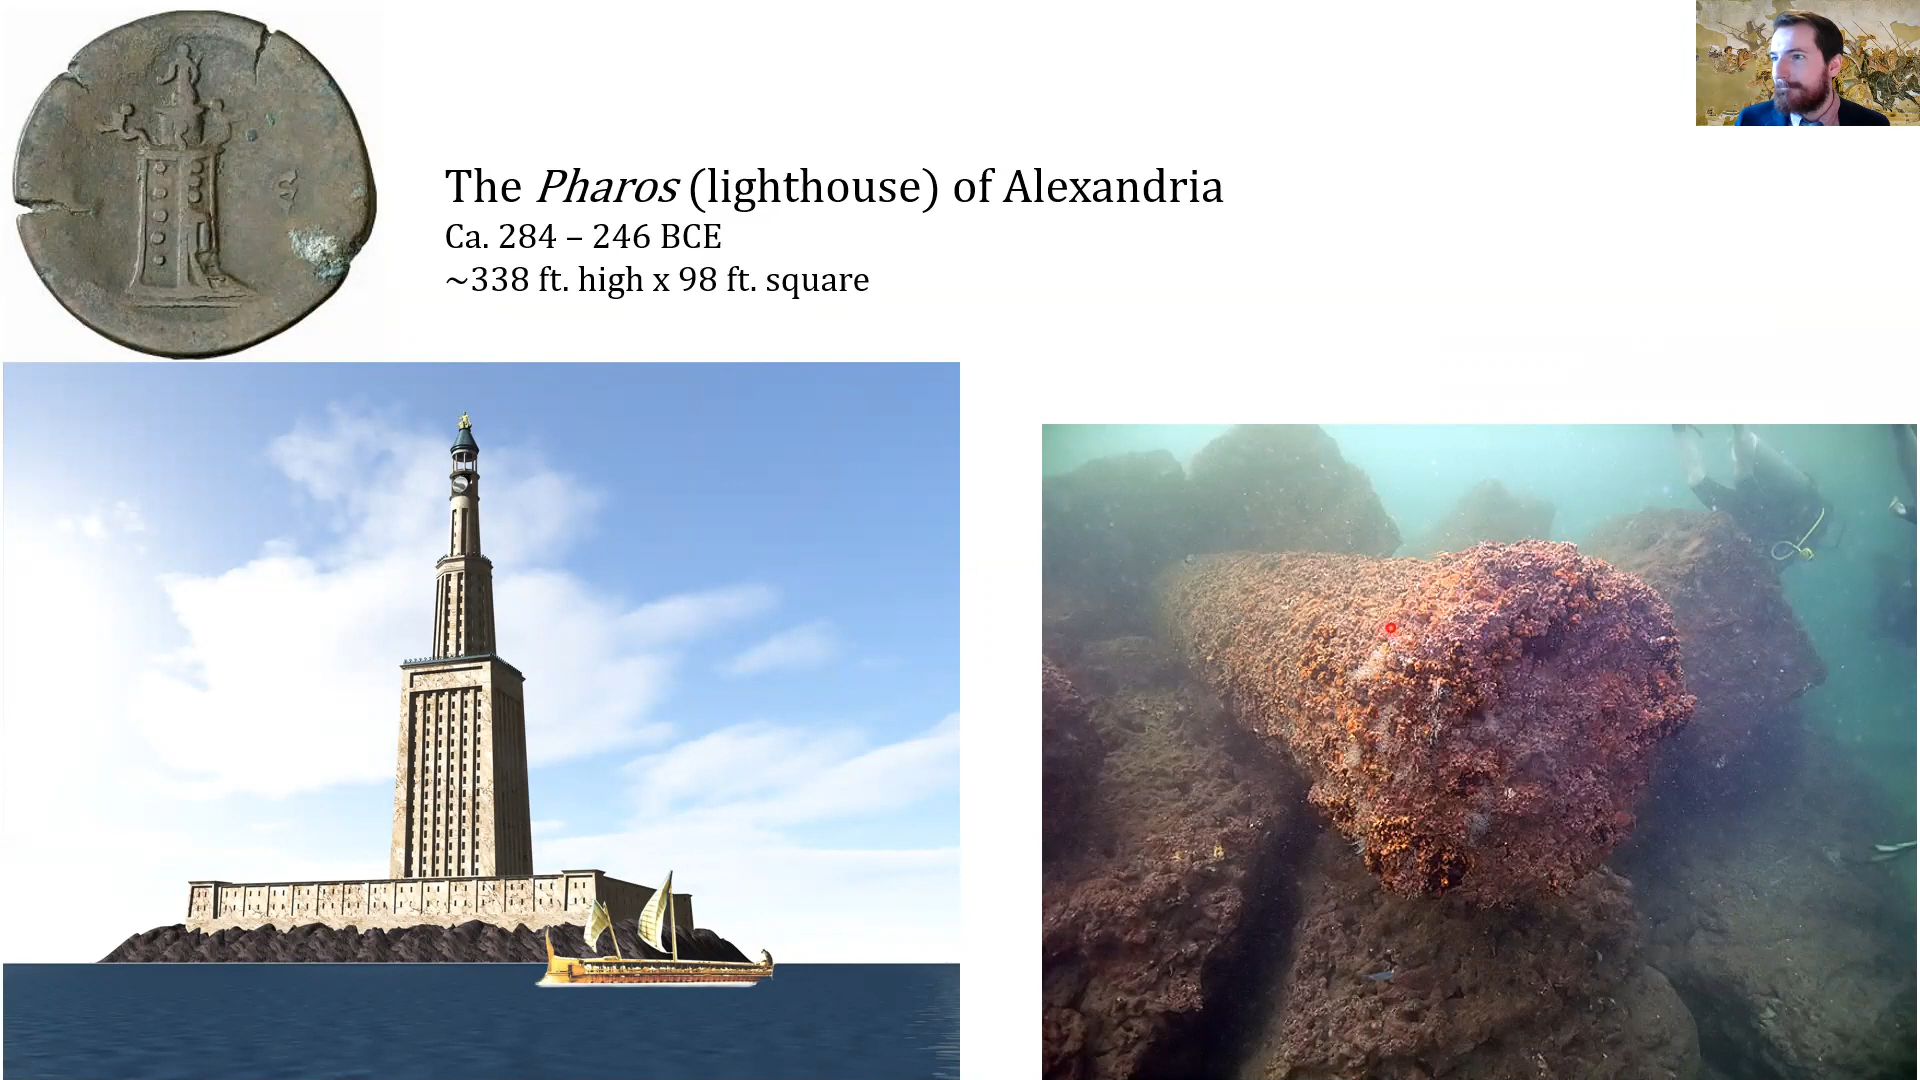 The Pharos (lighthouse) of Alexandria
Ca. 284 – 246 BCE
~338 ft. high x 98 ft. square